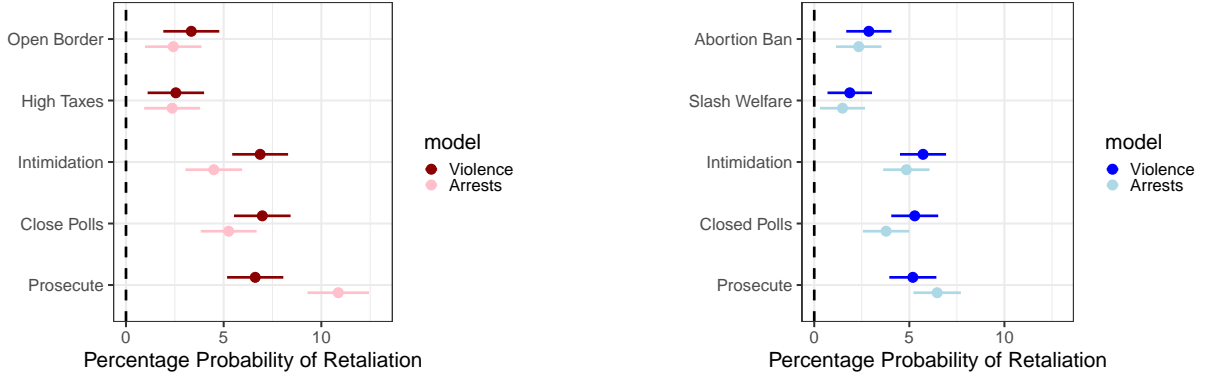 Open Border
High Taxes
Intimidation
Close Polls
Prosecute
0 5 10
Percentage Probability of Retaliation
model
Violence
Arrests
Abortion Ban
Slash Welfare
Intimidation
Closed Polls
Prosecute
0 5 10
Percentage Probability of Retaliation
model
Violence
Arrests